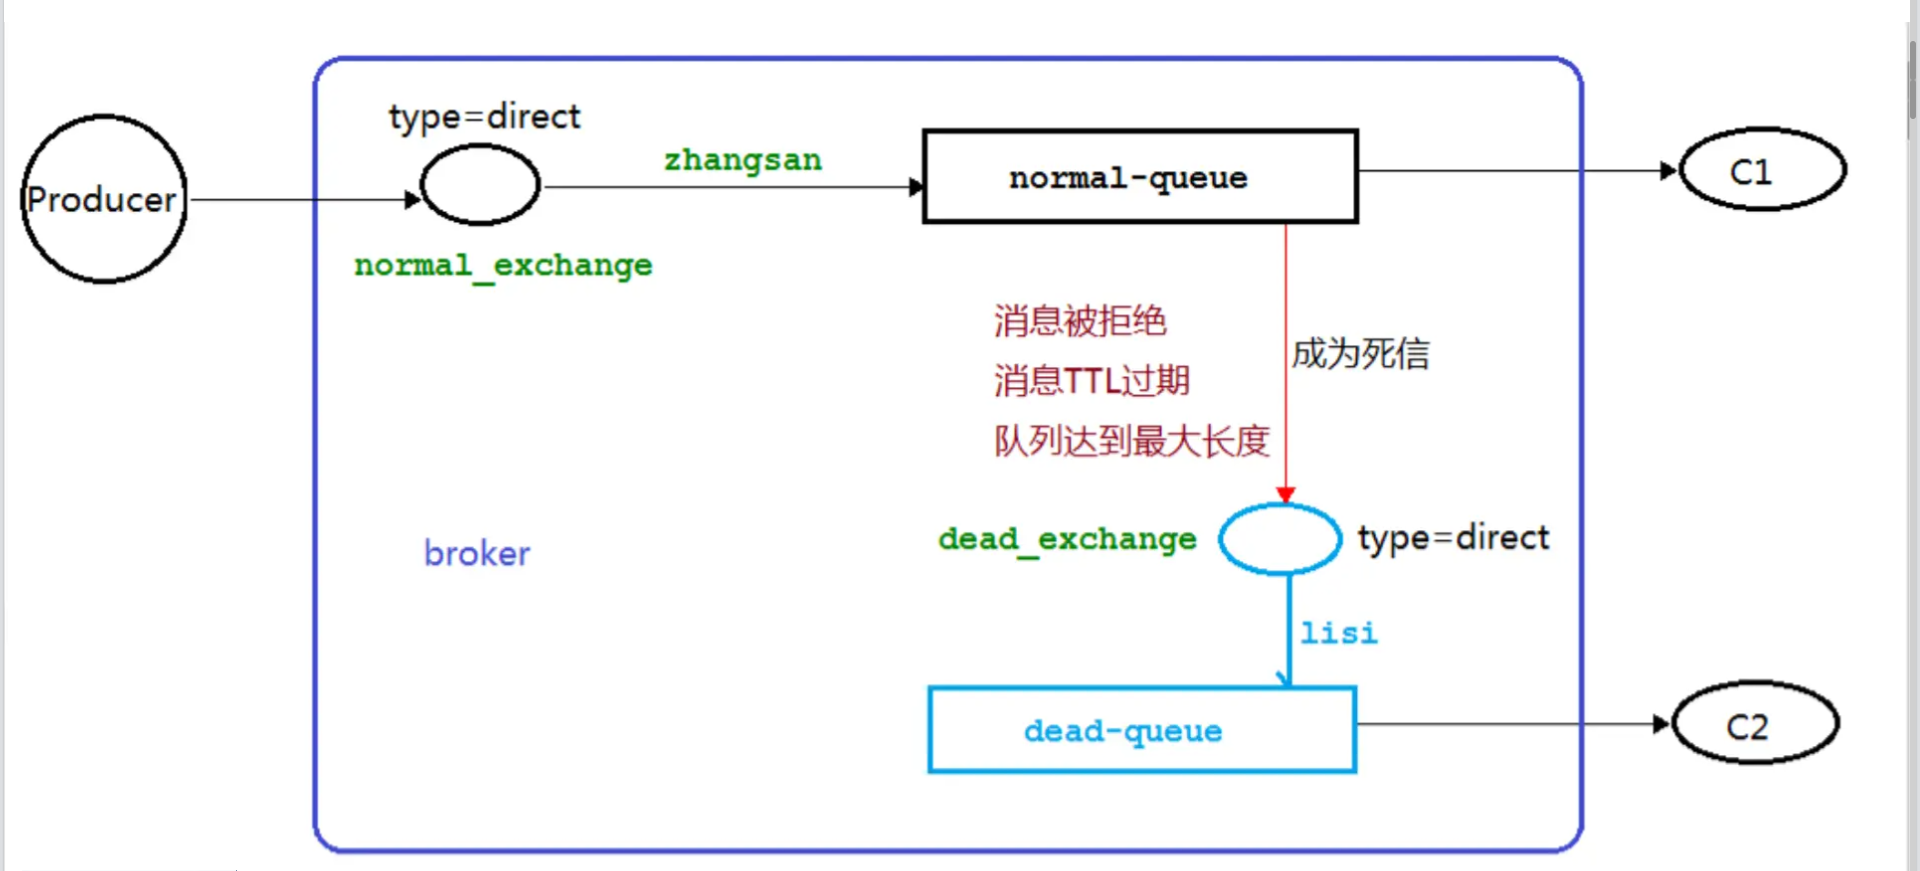 type=direct
zhangsan
normal-queue
C1
Producer
normal_exchange
消息被拒绝
成为死信
消息TTL过期
队列达到最大长度
dead_exchange
type=direct
broker
lisi
dead-queue
C2